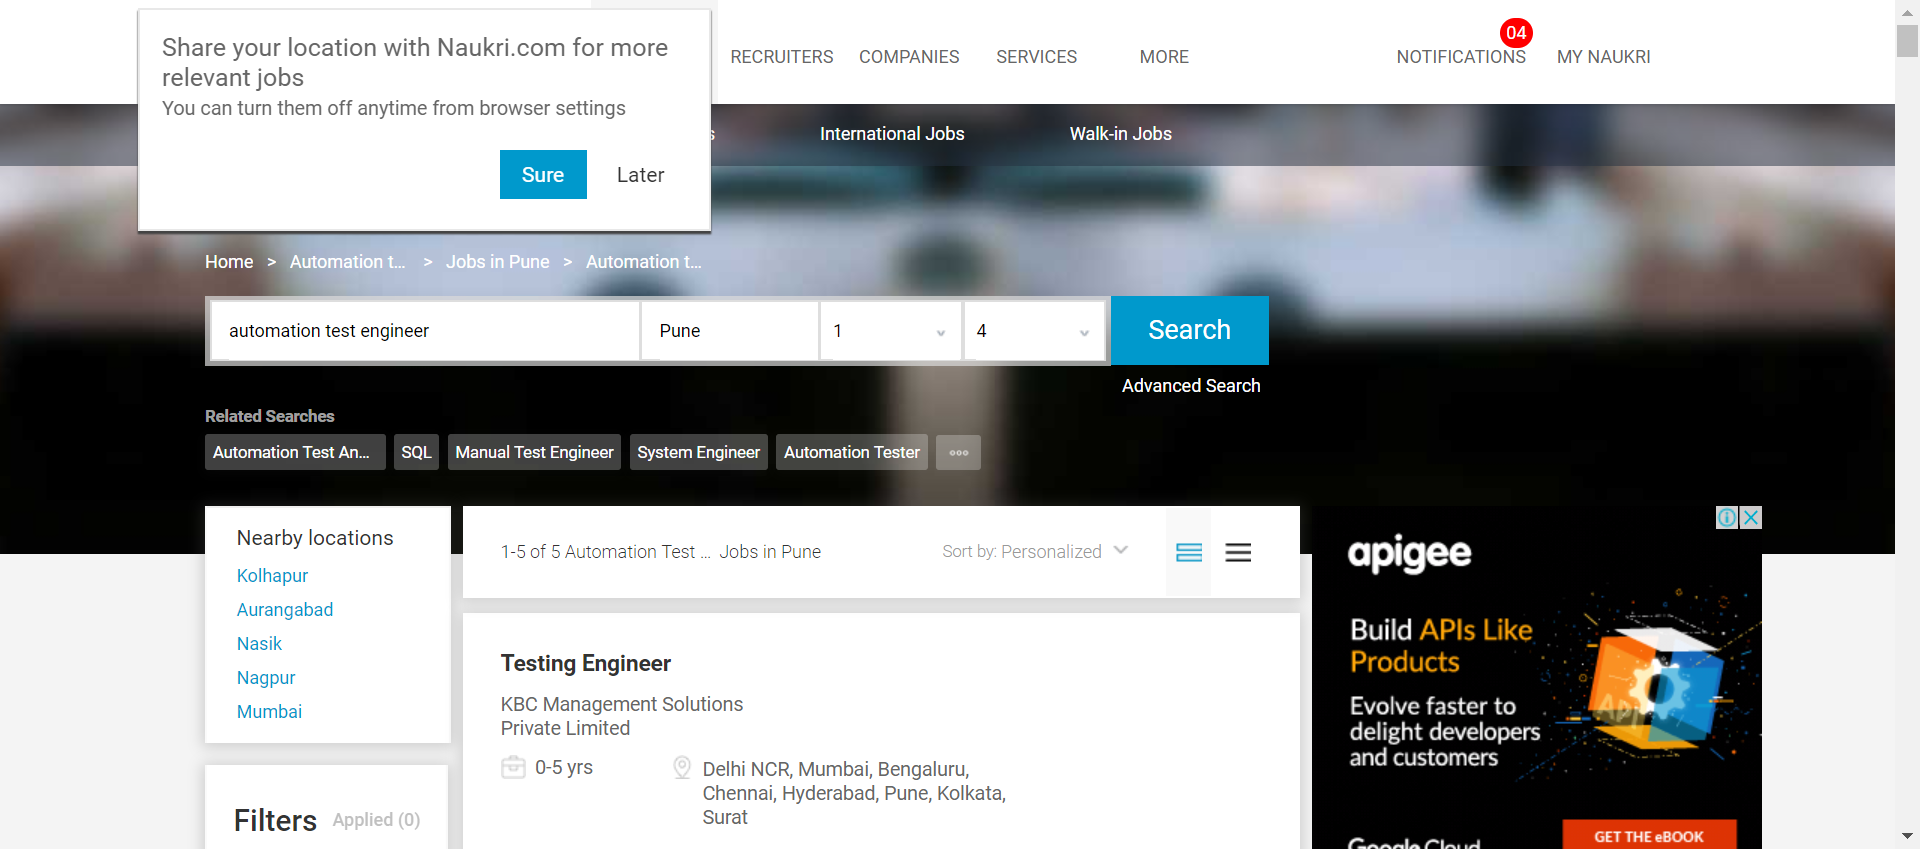 Share your location with Naukri.com for more
relevant jobs
You can turn them off anytime from browser settings
Sure
Later
RECRUITERS
COMPANIES
SERVICES
MORE
NOTIFICATIONS
04
MY NAUKRI
s
International Jobs
Walk-in Jobs
Home > Automation t... > Jobs in Pune > Automation t...
automation test engineer
Pune
1
4
Search
Advanced Search
Related Searches
Automation Test An...
SQL
Manual Test Engineer
System Engineer
Automation Tester
Nearby locations
Kolhapur
Aurangabad
Nasik
Nagpur
Mumbai
Filters Applied (0)
1-5 of 5 Automation Test ... Jobs in Pune
Sort by: Personalized
Testing Engineer
KBC Management Solutions
Private Limited
0-5 yrs
Delhi NCR, Mumbai, Bengaluru,
Chennai, Hyderabad, Pune, Kolkata,
Surat
apigee
Build APIs Like
Products
Evolve faster to
delight developers
and customers
API
Google Cloud
GET THE eBOOK